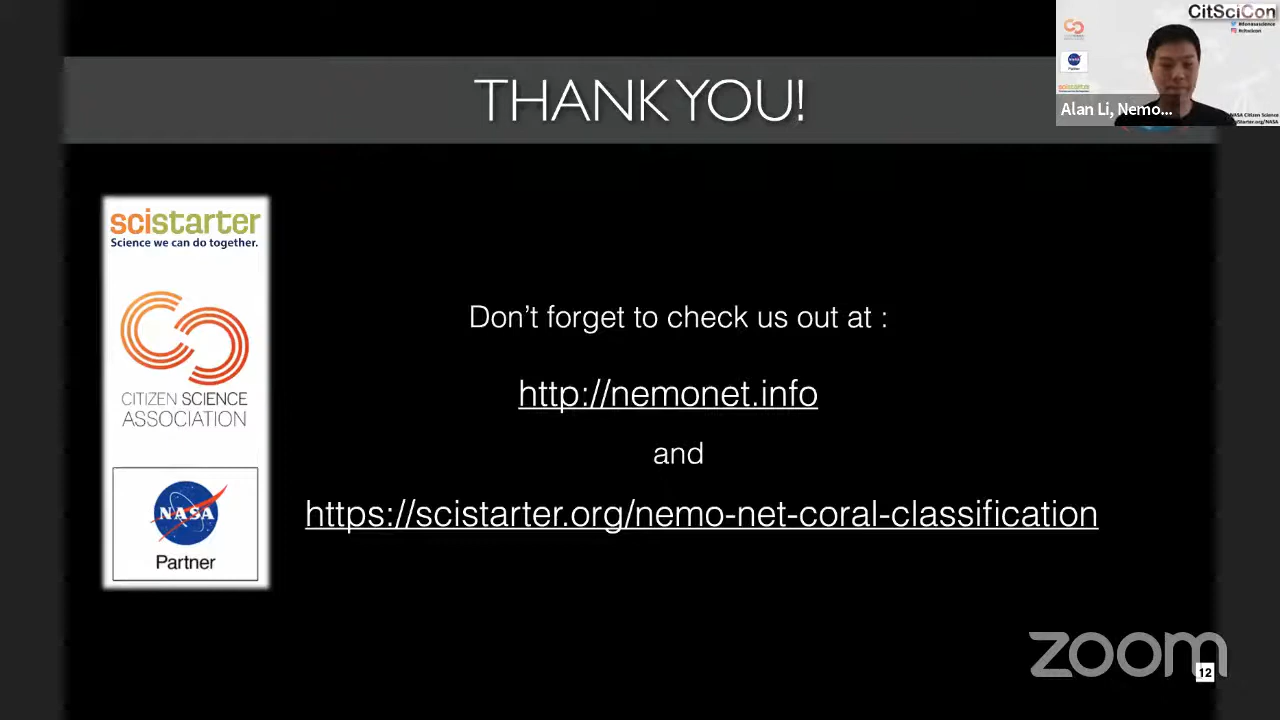 THANK YOU!
CitSciCon
Alan Li, Nemo...
scistarter
Science we can do together.
CITIZEN SCIENCE
ASSOCIATION
NASA
Partner
Don't forget to check us out at :
http://nemonet.info
and
https://scistarter.org/nemo-net-coral-classification
zoom
12